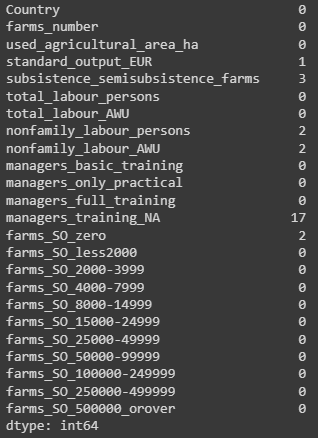 Country 0
farms_number 0
used_agricultural_area_ha 0
standard_output_EUR 1
subsistence_semisubsistence_farms 3
total_labour_persons 0
total_labour_AWU 0
nonfamily_labour_persons 2
nonfamily_labour_AWU 2
managers_basic_training 0
managers_only_practical 0
managers_full_training 0
managers_training_NA 17
farms_SO_zero 2
farms_SO_less2000 0
farms_SO_2000-3999 0
farms_SO_4000-7999 0
farms_SO_8000-14999 0
farms_SO_15000-24999 0
farms_SO_25000-49999 0
farms_SO_50000-99999 0
farms_SO_100000-249999 0
farms_SO_250000-499999 0
farms_SO_500000_orover 0
dtype: int64